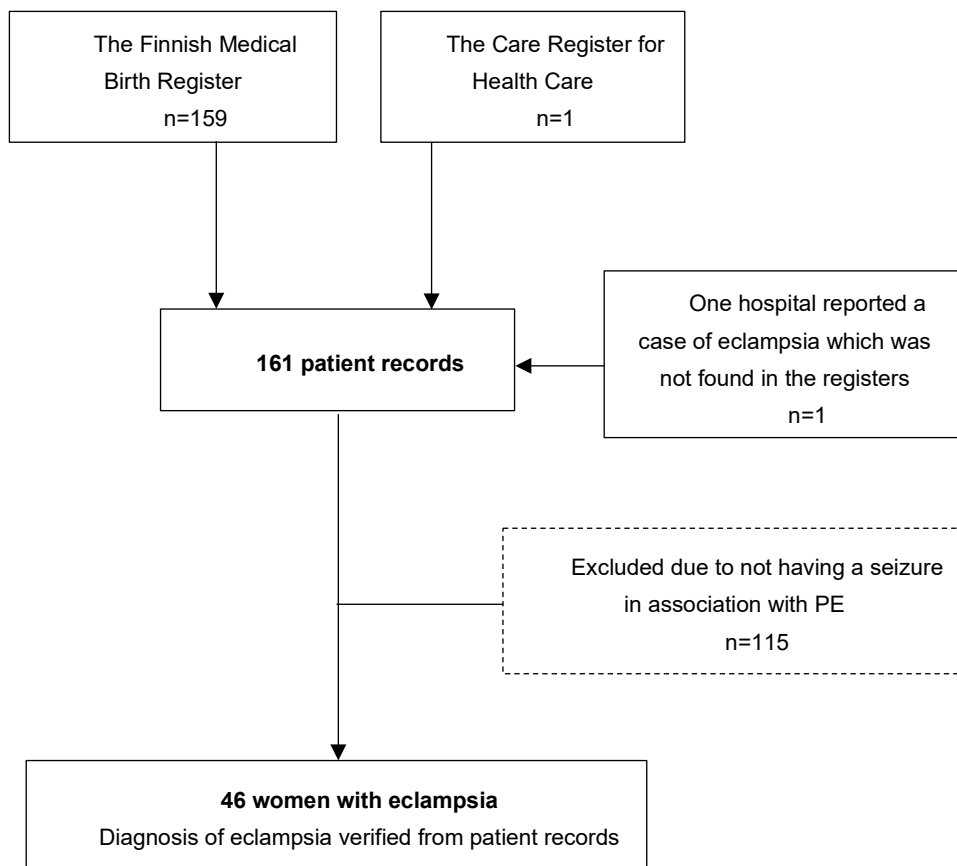 The Finnish Medical
Birth Register
n=159
The Care Register for
Health Care
n=1
One hospital reported a
case of eclampsia which was
not found in the registers
n=1
161 patient records
Excluded due to not having a seizure
in association with PE
n=115
46 women with eclampsia
Diagnosis of eclampsia verified from patient records